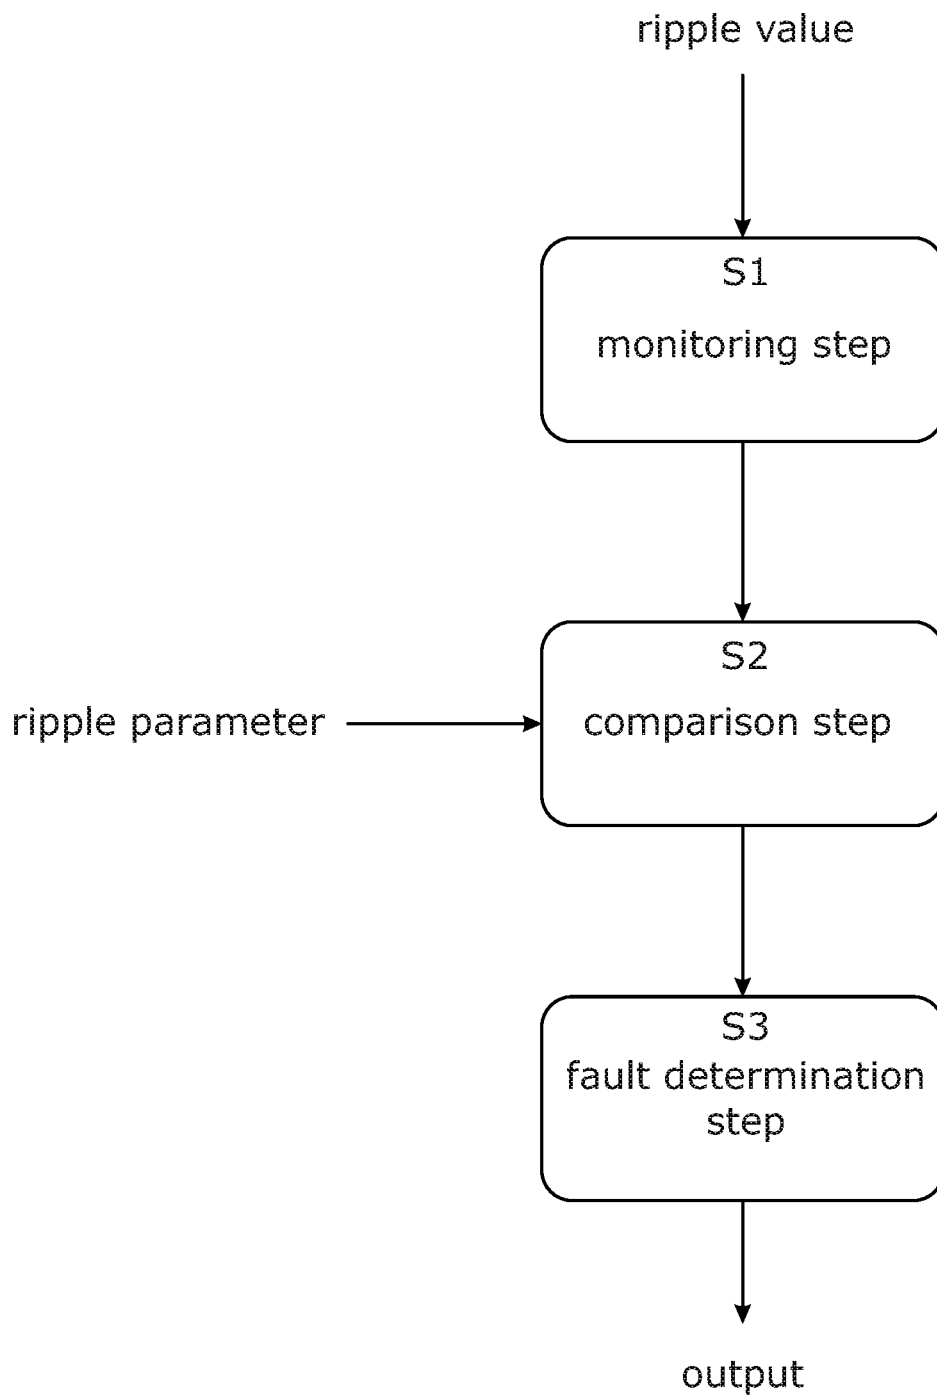 ripple value
S1
monitoring step
S2
ripple parameter
comparison step
S3
fault determination
step
output